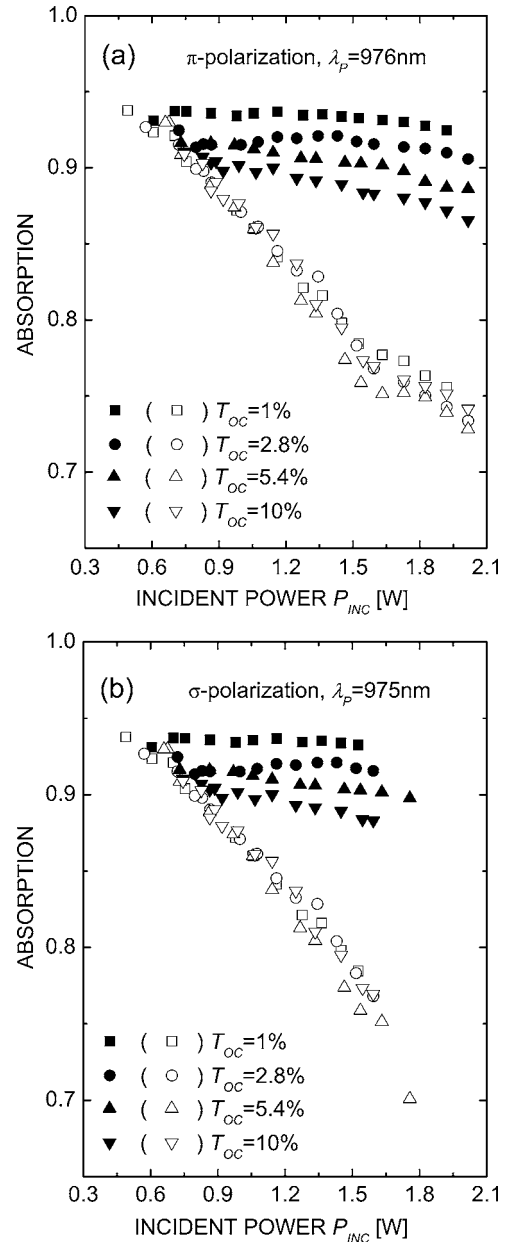 (a)
π-polarization, λP=976nm
1.0
0.9
0.8
0.7
ABSORPTION
■ ( □ ) TOC=1%
● ( ○ ) TOC=2.8%
▲ ( △ ) TOC=5.4%
▼ ( ▽ ) TOC=10%
0.3 0.6 0.9 1.2 1.5 1.8 2.1
INCIDENT POWER PINC [W]
(b)
σ-polarization, λP=975nm
1.0
0.9
0.8
0.7
ABSORPTION
■ ( □ ) TOC=1%
● ( ○ ) TOC=2.8%
▲ ( △ ) TOC=5.4%
▼ ( ▽ ) TOC=10%
0.3 0.6 0.9 1.2 1.5 1.8 2.1
INCIDENT POWER PINC [W]